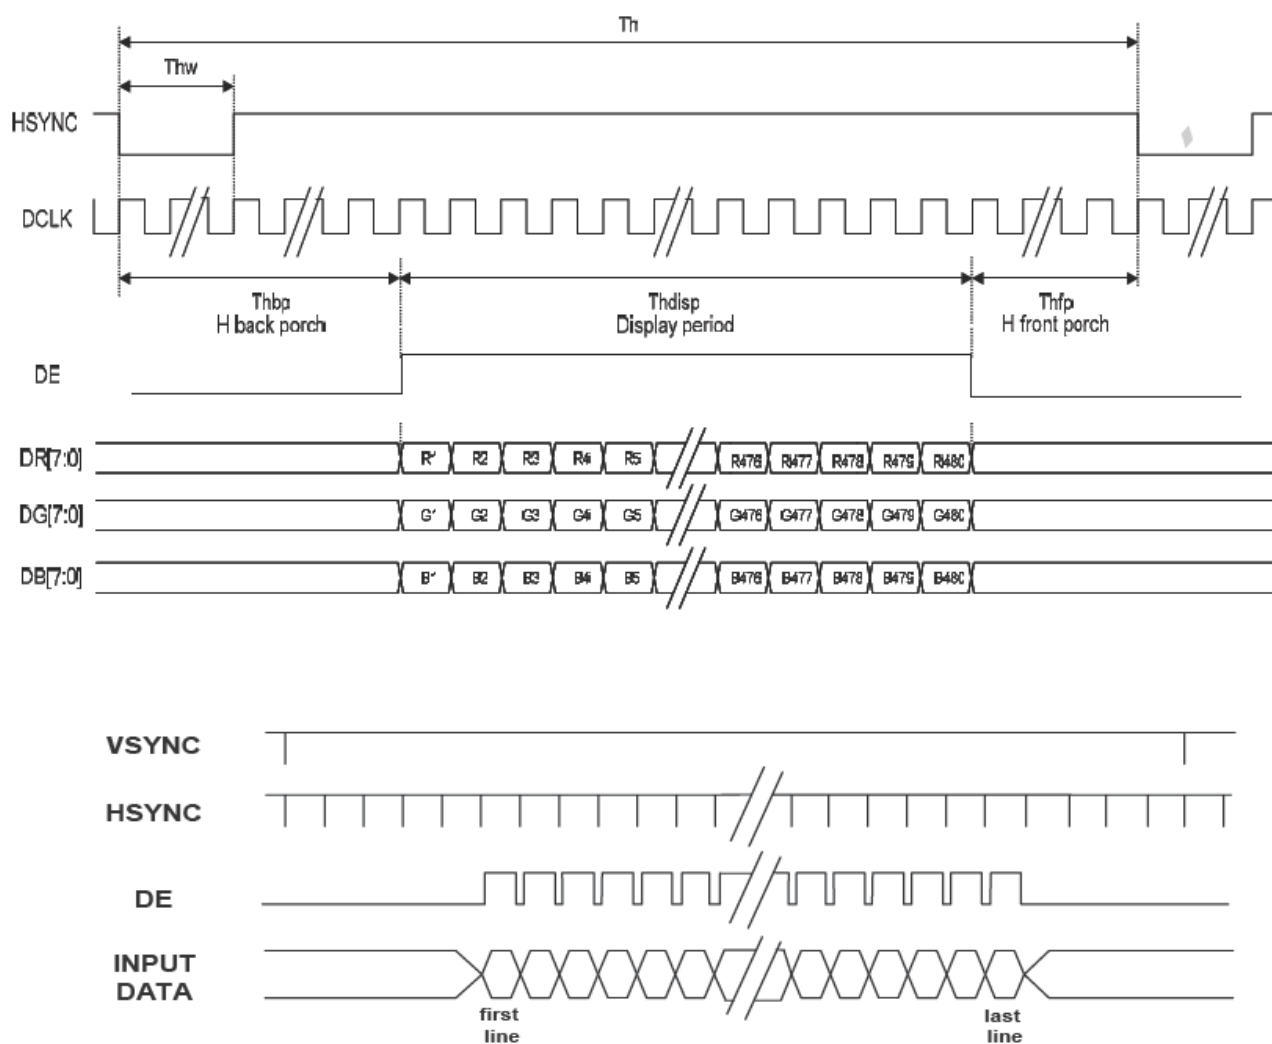 Th
Thw
HSYNC
DCLK
Thbp
H back porch
Thdisp
Display period
Thfp
H front porch
DE
DR[7:0] R1 R2 R3 R4 R5 R476 R477 R478 R479 R480
DG[7:0] G1 G2 G3 G4 G5 G476 G477 G478 G479 G480
DB[7:0] B1 B2 B3 B4 B5 B476 B477 B478 B479 B480
VSYNC
HSYNC
DE
INPUT
DATA
first
line
last
line